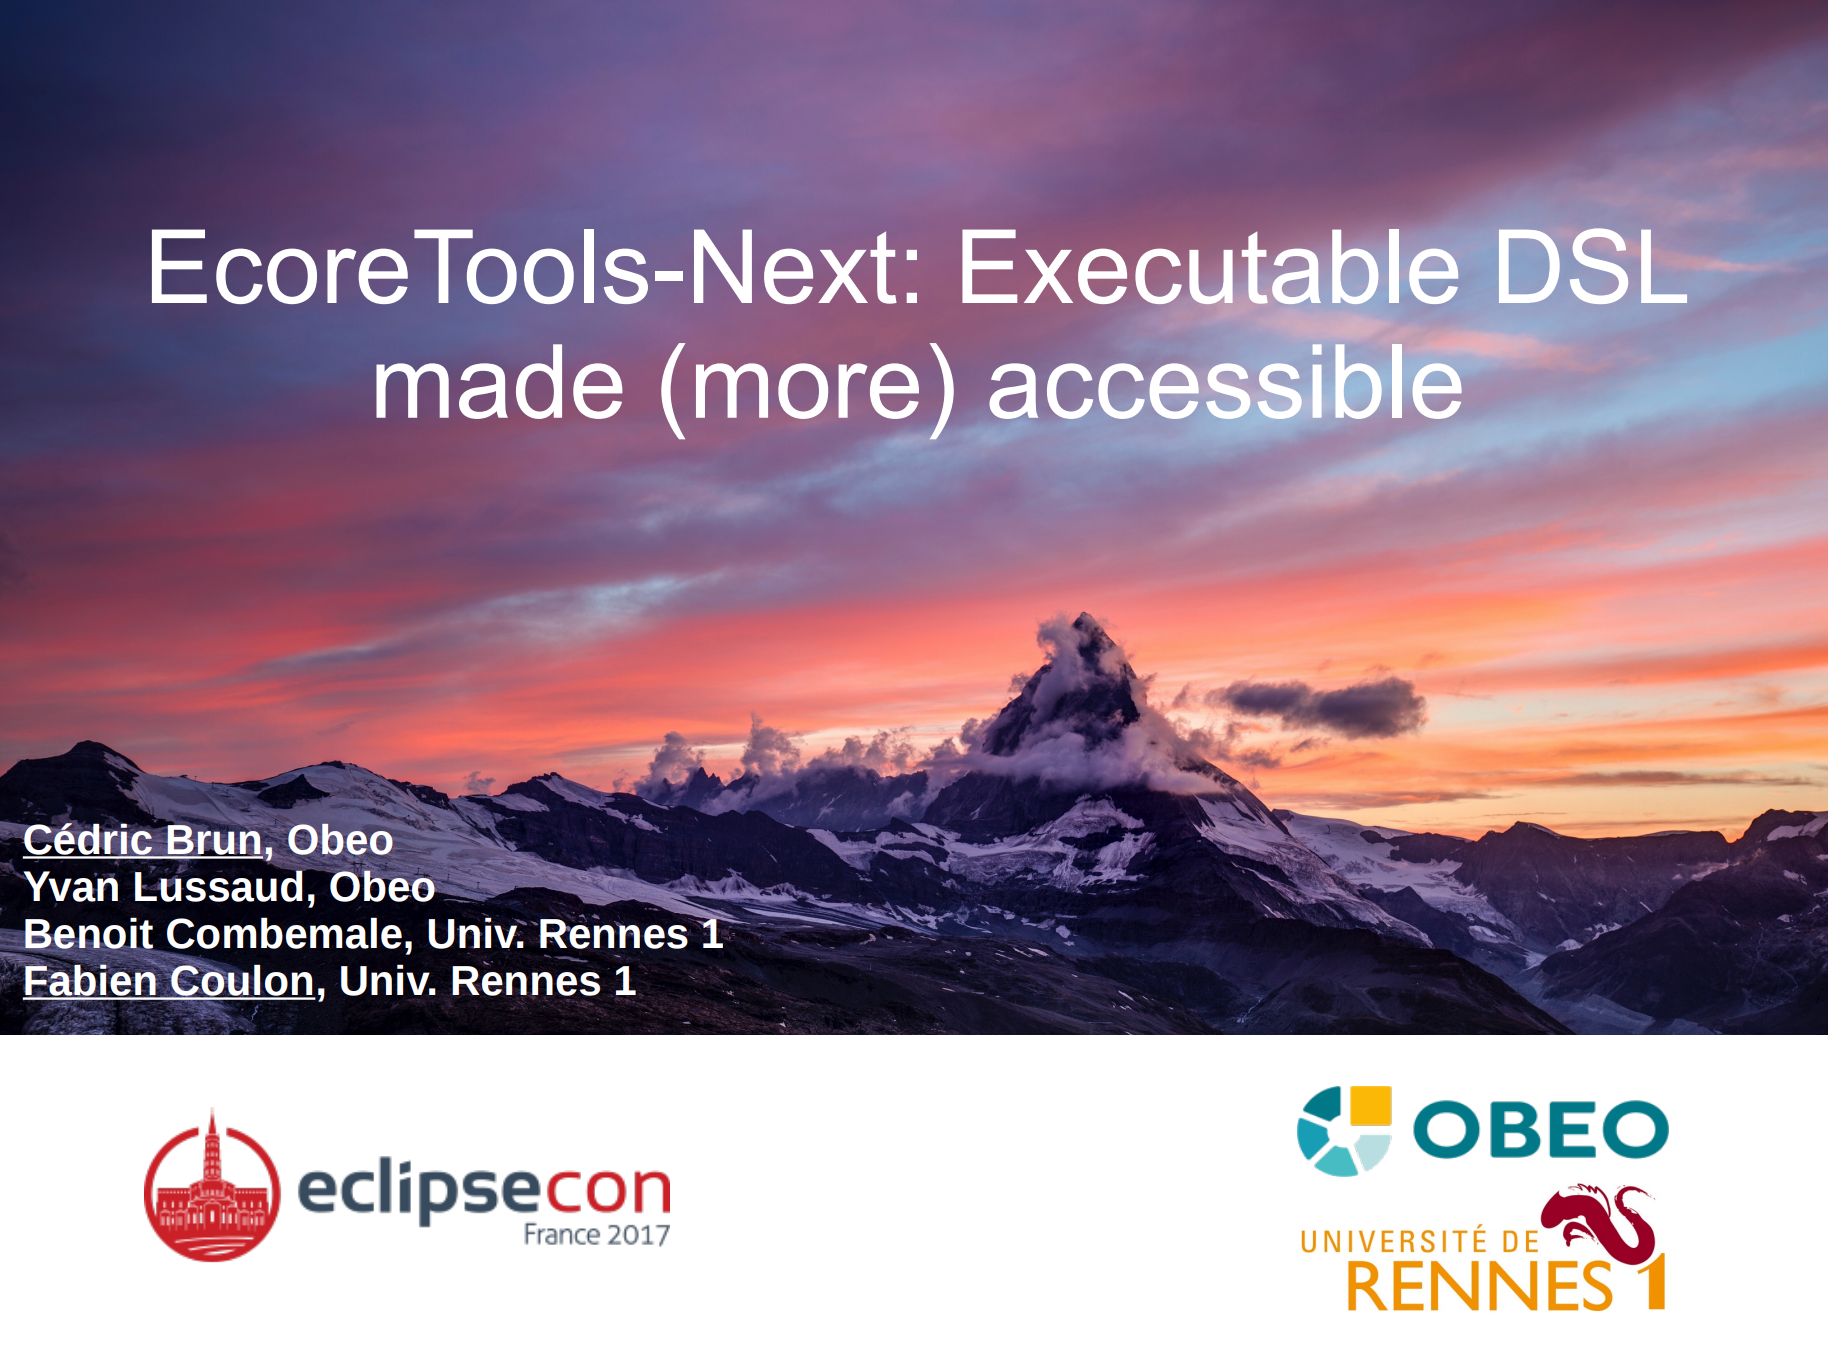 EcoreTools-Next: Executable DSL
made (more) accessible
Cédric Brun, Obeo
Yvan Lussaud, Obeo
Benoit Combemale, Univ. Rennes 1
Fabien Coulon, Univ. Rennes 1
eclipsecon
France 2017
OBEO
UNIVERSITÉ DE
RENNES 1